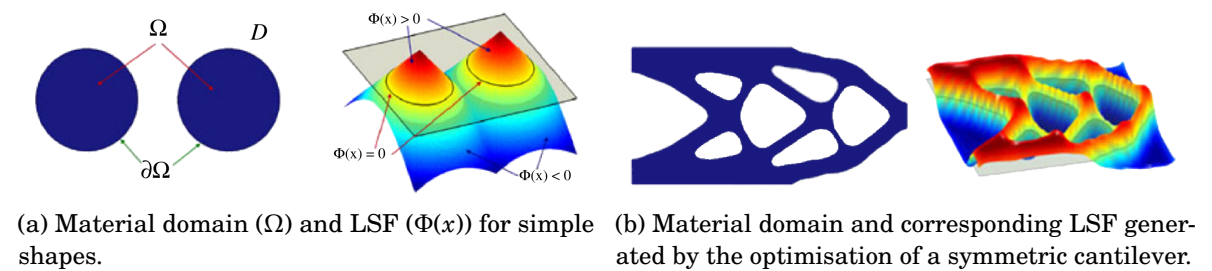 Ω
D
∂Ω
Φ(x) > 0
Φ(x) = 0
Φ(x) < 0
(a) Material domain (Ω) and LSF (Φ(x)) for simple
shapes.
(b) Material domain and corresponding LSF gener-
ated by the optimisation of a symmetric cantilever.